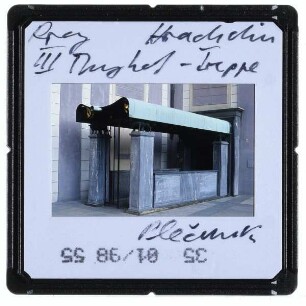 Prag Hradschin
III Burghof - Treppe
Plečnik
35 01/98 55